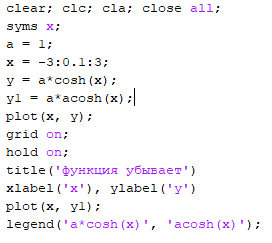 clear; clc; cla; close all;
syms x;
a = 1;
x = -3:0.1:3;
y = a*cosh(x);
y1 = a*acosh(x);
plot(x, y);
grid on;
hold on;
title('функция убывает')
xlabel('x'), ylabel('y')
plot(x, y1);
legend('a*cosh(x)', 'acosh(x)');